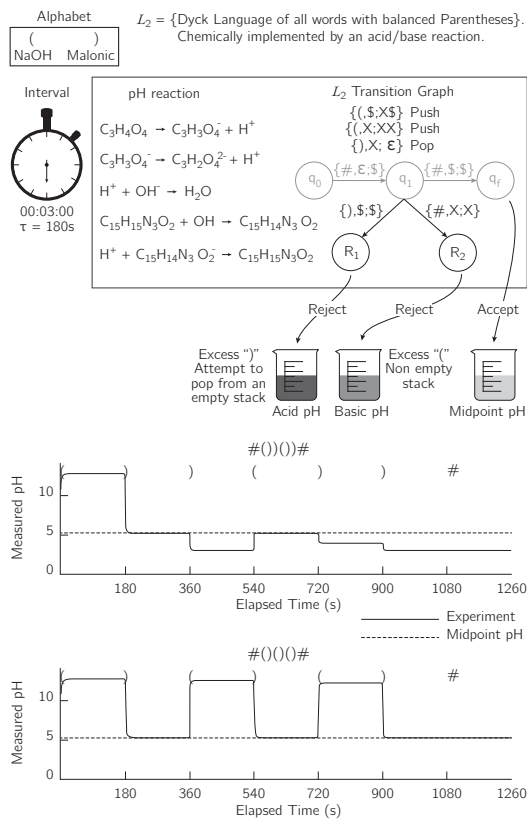 Alphabet
( )
NaOH Malonic
L₂ = {Dyck Language of all words with balanced Parentheses}.
Chemically implemented by an acid/base reaction.
Interval
00:03:00
τ = 180s
pH reaction
C₃H₄O₄ → C₃H₃O₄⁻ + H⁺
C₃H₃O₄⁻ → C₃H₂O₄²⁻ + H⁺
H⁺ + OH⁻ → H₂O
C₁₅H₁₅N₃O₂ + OH → C₁₅H₁₄N₃ O₂
H⁺ + C₁₅H₁₄N₃ O₂⁻ → C₁₅H₁₅N₃O₂
L₂ Transition Graph
{(,$;X$} Push
{(,X;XX} Push
{),X; ε} Pop
q₀ {#,ε;$} q₁ {#,$;$} q_f
{),$;$} {#,X;X}
R₁ R₂
Reject Reject Accept
Excess ")"
Attempt to
pop from an
empty stack
Excess "("
Non empty
stack
Acid pH Basic pH Midpoint pH
#())())#
( ) ) ( ) ) #
Measured pH
10
5
0
180 360 540 720 900 1080 1260
Elapsed Time (s)
Experiment
Midpoint pH
#()()()#
( ) ( ) ( ) #
Measured pH
10
5
0
180 360 540 720 900 1080 1260
Elapsed Time (s)